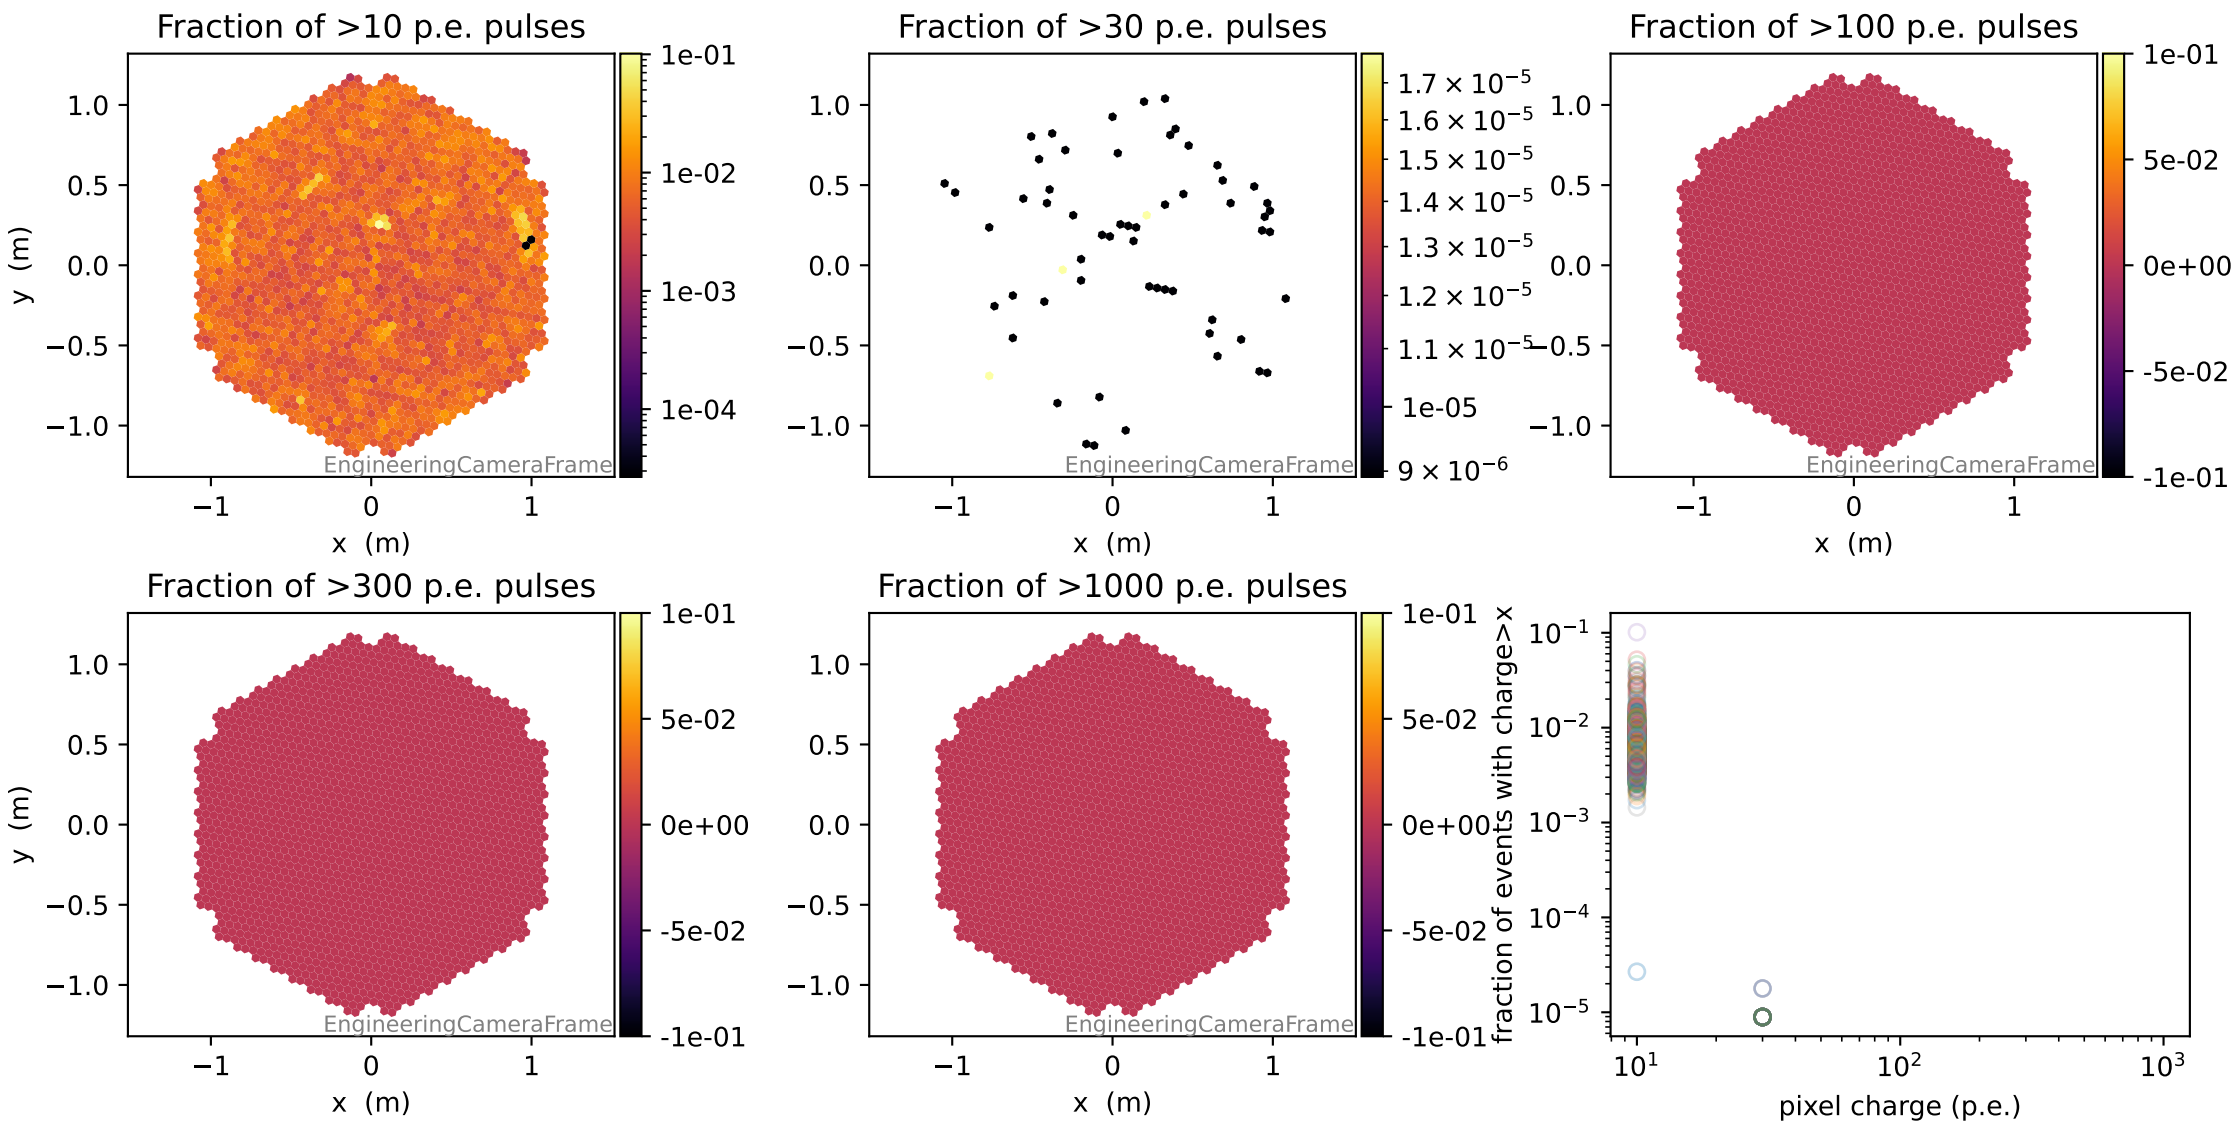 Fraction of >10 p.e. pulses
1.0
0.5
0.0
−0.5
−1.0
y (m)
−1
0
1
x (m)
EngineeringCameraFrame
1e-01
1e-02
1e-03
1e-04
Fraction of >30 p.e. pulses
1.0
0.5
0.0
−0.5
−1.0
−1
0
1
x (m)
EngineeringCameraFrame
1.7×10⁻⁵
1.6×10⁻⁵
1.5×10⁻⁵
1.4×10⁻⁵
1.3×10⁻⁵
1.2×10⁻⁵
1.1×10⁻⁵
1e-05
9×10⁻⁶
Fraction of >100 p.e. pulses
1.0
0.5
0.0
−0.5
−1.0
−1
0
1
x (m)
EngineeringCameraFrame
1e-01
5e-02
0e+00
-5e-02
-1e-01
Fraction of >300 p.e. pulses
1.0
0.5
0.0
−0.5
−1.0
y (m)
−1
0
1
x (m)
EngineeringCameraFrame
1e-01
5e-02
0e+00
-5e-02
-1e-01
Fraction of >1000 p.e. pulses
1.0
0.5
0.0
−0.5
−1.0
−1
0
1
x (m)
EngineeringCameraFrame
1e-01
5e-02
0e+00
-5e-02
-1e-01
fraction of events with charge>x
10⁻¹
10⁻²
10⁻³
10⁻⁴
10⁻⁵
10¹
10²
10³
pixel charge (p.e.)